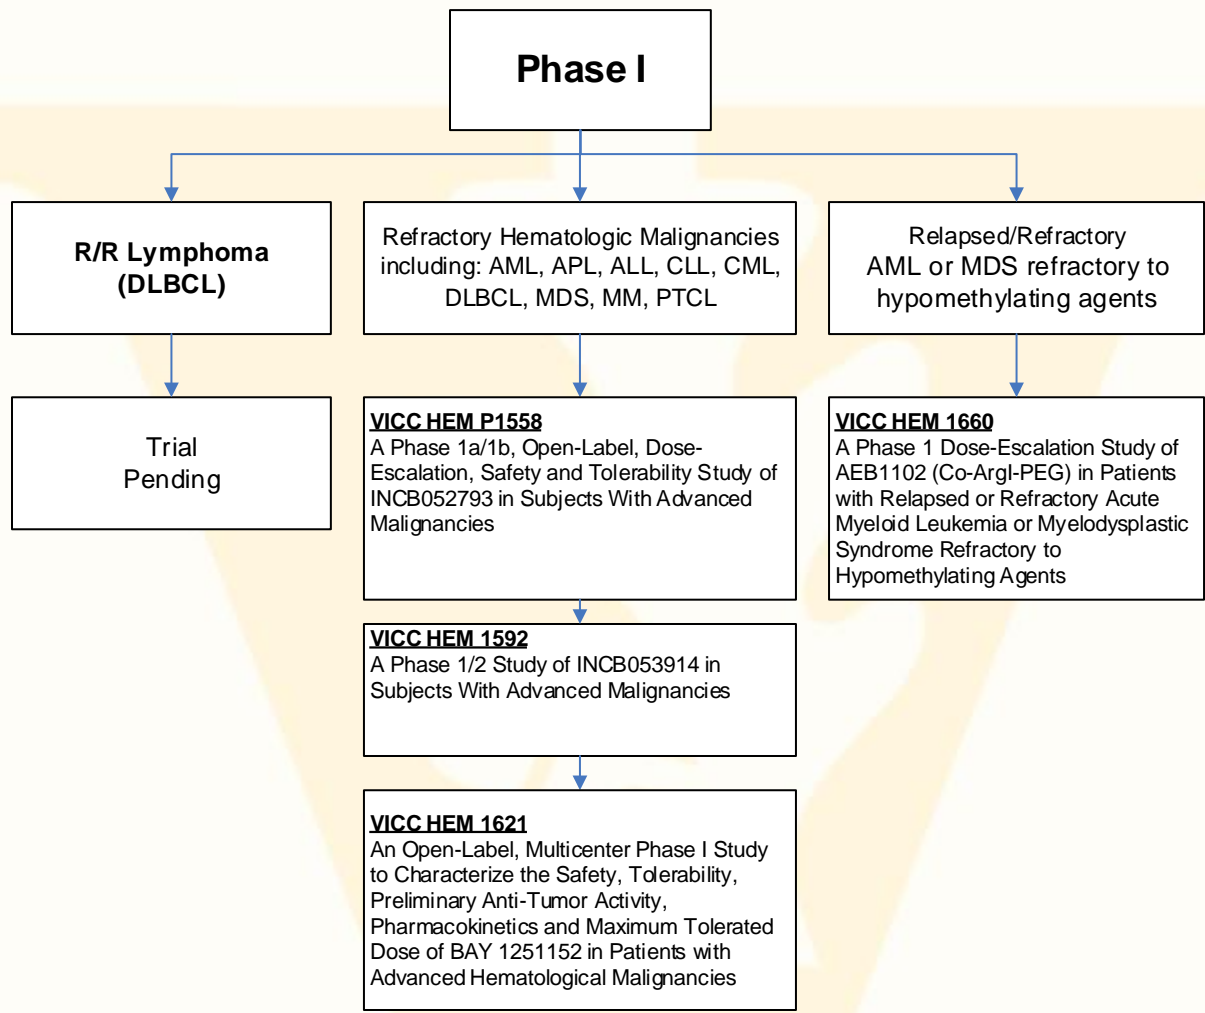 Phase I
R/R Lymphoma
(DLBCL)
Refractory Hematologic Malignancies
including: AML, APL, ALL, CLL, CML,
DLBCL, MDS, MM, PTCL
Relapsed/Refractory
AML or MDS refractory to
hypomethylating agents
Trial
Pending
VICC HEM P1558
A Phase 1a/1b, Open-Label, Dose-
Escalation, Safety and Tolerability Study of
INCB052793 in Subjects With Advanced
Malignancies
VICC HEM 1660
A Phase 1 Dose-Escalation Study of
AEB1102 (Co-ArgI-PEG) in Patients
with Relapsed or Refractory Acute
Myeloid Leukemia or Myelodysplastic
Syndrome Refractory to
Hypomethylating Agents
VICC HEM 1592
A Phase 1/2 Study of INCB053914 in
Subjects With Advanced Malignancies
VICC HEM 1621
An Open-Label, Multicenter Phase I Study
to Characterize the Safety, Tolerability,
Preliminary Anti-Tumor Activity,
Pharmacokinetics and Maximum Tolerated
Dose of BAY 1251152 in Patients with
Advanced Hematological Malignancies